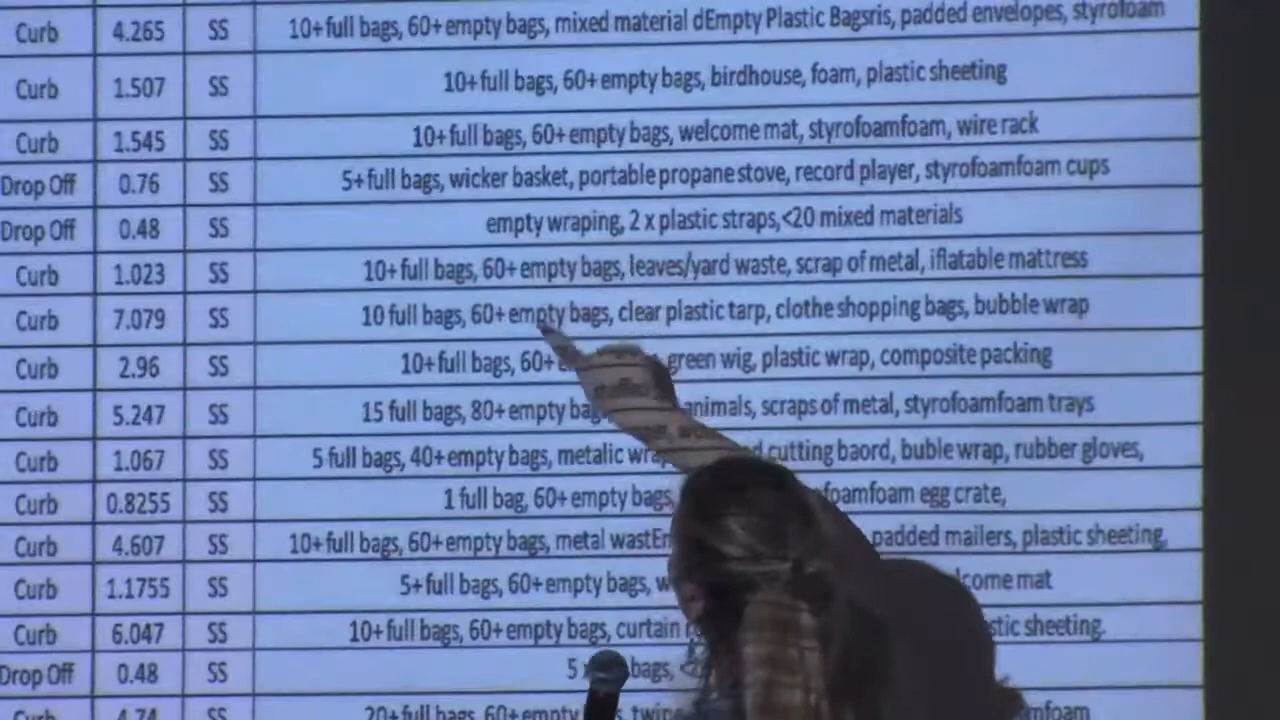 Curb 4.265 SS 10+full bags, 60+empty bags, mixed material dEmpty Plastic Bagsris, padded envelopes, styrofoam
Curb 1.507 SS 10+full bags, 60+empty bags, birdhouse, foam, plastic sheeting
Curb 1.545 SS 10+full bags, 60+empty bags, welcome mat, styrofoamfoam, wire rack
Drop Off 0.76 SS 5+full bags, wicker basket, portable propane stove, record player, styrofoamfoam cups
Drop Off 0.48 SS empty wraping, 2 x plastic straps,<20 mixed materials
Curb 1.023 SS 10+full bags, 60+empty bags, leaves/yard waste, scrap of metal, iflatable mattress
Curb 7.079 SS 10 full bags, 60+empty bags, clear plastic tarp, clothe shopping bags, bubble wrap
Curb 2.96 SS 10+full bags, 60+ green wig, plastic wrap, composite packing
Curb 5.247 SS 15 full bags, 80+empty animals, scraps of metal, styrofoamfoam trays
Curb 1.067 SS 5 full bags, 40+empty bags, metalic cutting baord, buble wrap, rubber gloves,
Curb 0.8255 SS 1 full bag, 60+empty bags, foamfoam egg crate,
Curb 4.607 SS 10+full bags, 60+empty bags, metal padded mailers, plastic sheeting,
Curb 1.1755 SS 5+full bags, 60+empty bags, mat
Curb 6.047 SS 10+full bags, 60+empty bags, curtain sheeting.
Drop Off 0.48 SS 5 bags,
Curb 4.74 SS 20+full bags, 60+empty